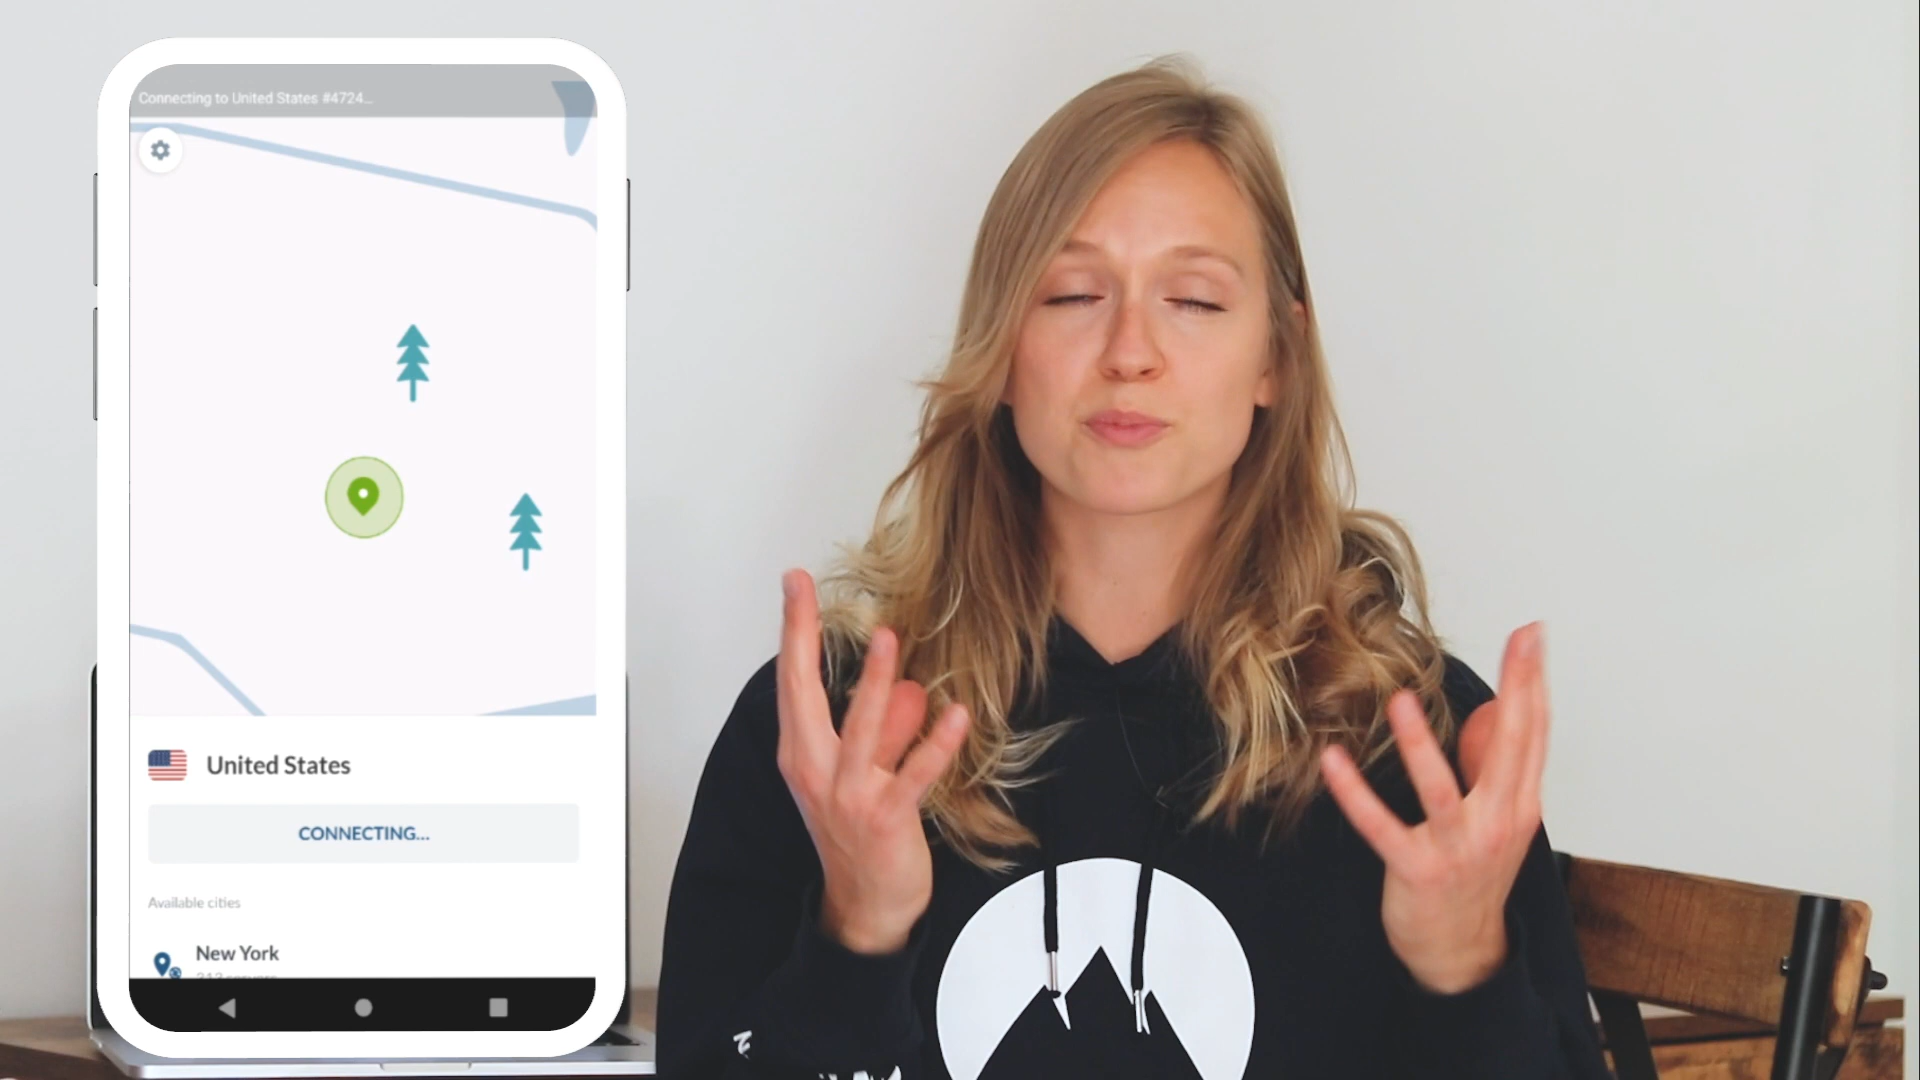 Connecting to United States #4724...
United States
CONNECTING...
Available cities
New York